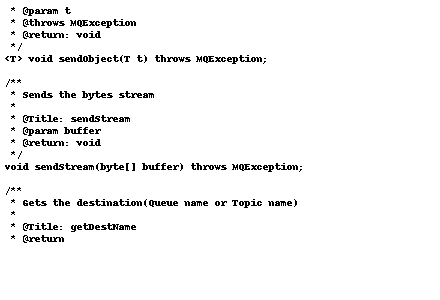 * @param t
* @throws MQException
* @return: void
*/
<T> void sendObject(T t) throws MQException;
/**
* Sends the bytes stream
*
* @Title: sendStream
* @param buffer
* @return: void
*/
void sendStream(byte[] buffer) throws MQException;
/**
* Gets the destination(Queue name or Topic name)
*
* @Title: getDestName
* @return